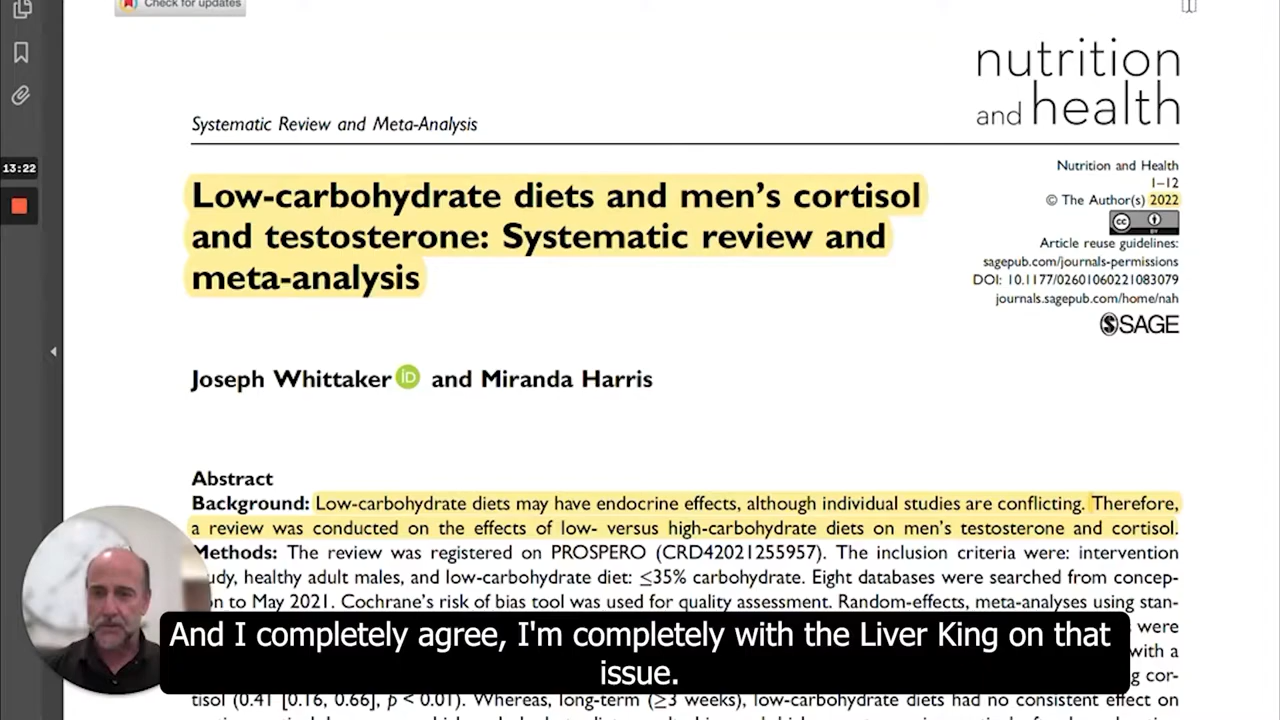 Check for updates
nutrition
and health
Systematic Review and Meta-Analysis
13:22
Nutrition and Health
1–12
© The Author(s) 2022
cc
BY
Article reuse guidelines:
sagepub.com/journals-permissions
DOI: 10.1177/02601060221083079
journals.sagepub.com/home/nah
SAGE
Low-carbohydrate diets and men's cortisol
and testosterone: Systematic review and
meta-analysis
Joseph Whittaker iD and Miranda Harris
Abstract
Background: Low-carbohydrate diets may have endocrine effects, although individual studies are conflicting. Therefore,
a review was conducted on the effects of low- versus high-carbohydrate diets on men's testosterone and cortisol.
Methods: The review was registered on PROSPERO (CRD42021255957). The inclusion criteria were: intervention
healthy adult males, and low-carbohydrate diet: ≤35% carbohydrate. Eight databases were searched from concep-
to May 2021. Cochrane's risk of bias tool was used for quality assessment. Random-effects, meta-analyses using stan-
were
with a
cor-
And I completely agree, I'm completely with the Liver King on that
issue.
(0.41 [0.16, 0.66], p < 0.01). Whereas, long-term (≥3 weeks), low-carbohydrate diets had no consistent effect on